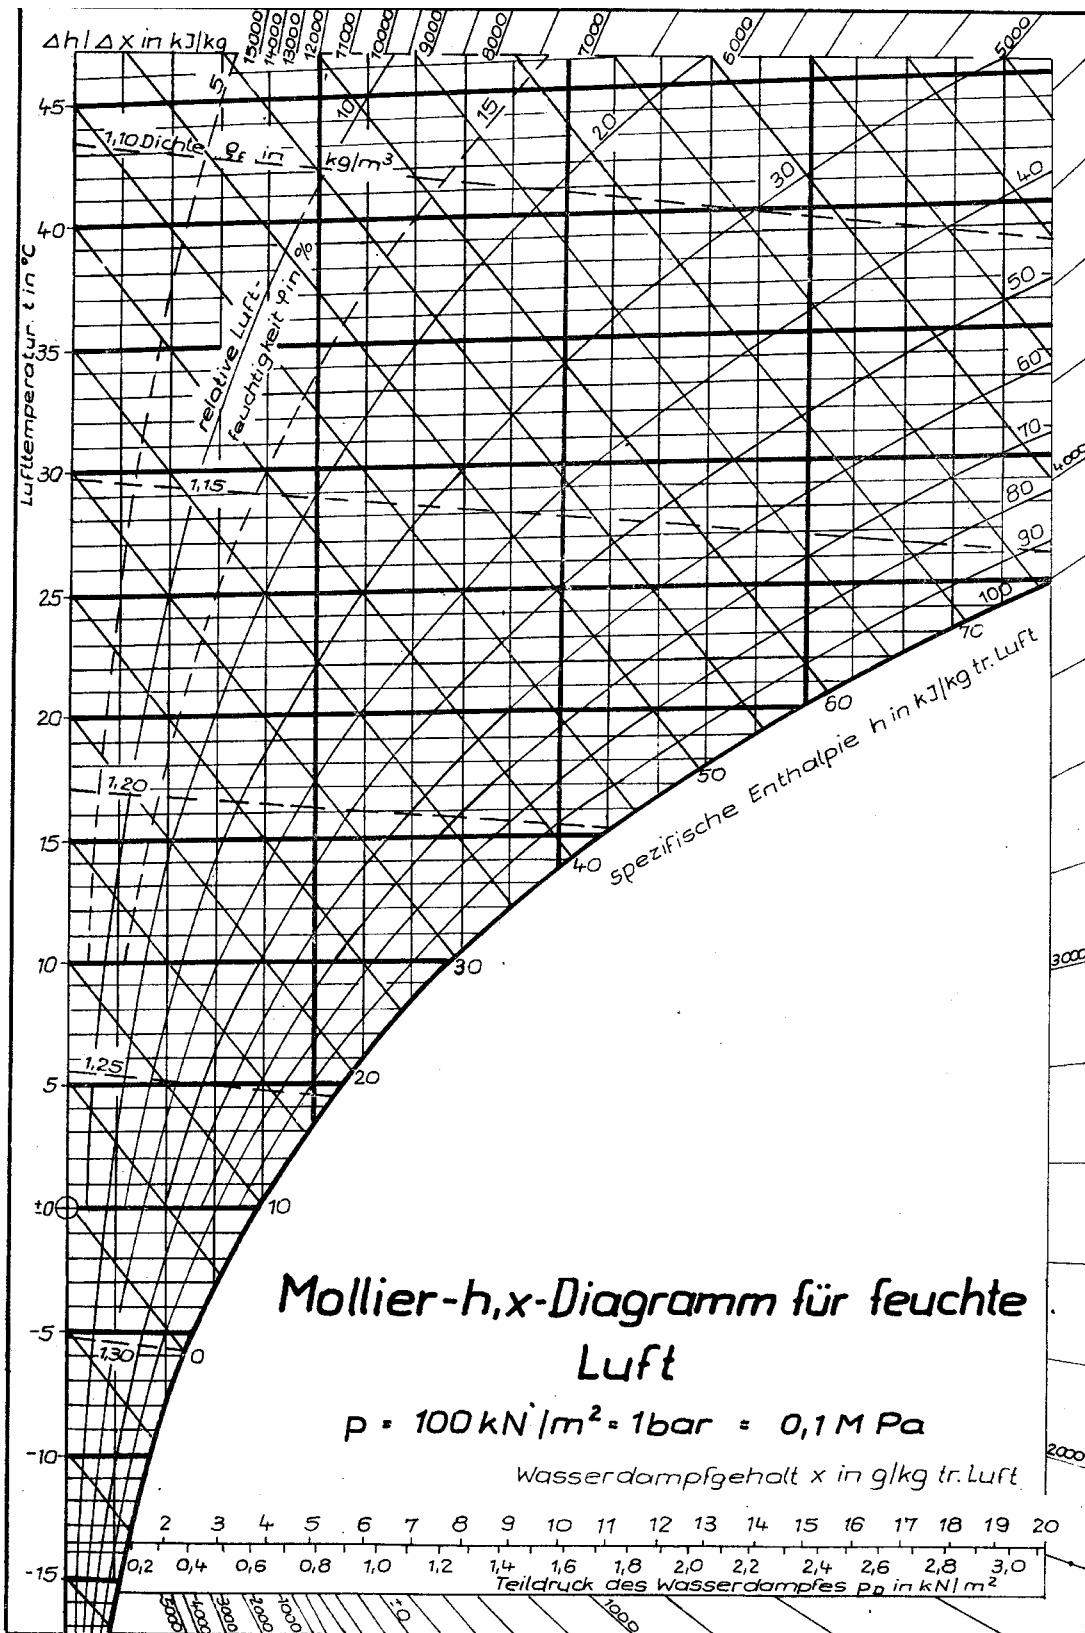 Δh/Δx in kJ/kg
15000 14000 13000 12000 11000 10000 9000 8000 7000 6000 5000
5 10 15 20 30 40 50 60 70 80 90 100
4000
3000
2000
Lufttemperatur t in °C
45
40
35
30
25
20
15
10
5
±0
-5
-10
-15
1,10 Dichte ϱf in kg/m³
1,15
1,20
1,25
1,30
relative Luft-
feuchtigkeit φ in %
70
60
50
40
30
20
10
0
spezifische Enthalpie h in kJ/kg tr. Luft
Mollier-h,x-Diagramm für feuchte
Luft
p = 100 kN/m² = 1bar = 0,1 MPa
Wasserdampfgehalt x in g/kg tr. Luft
2 3 4 5 6 7 8 9 10 11 12 13 14 15 16 17 18 19 20
0,2 0,4 0,6 0,8 1,0 1,2 1,4 1,6 1,8 2,0 2,2 2,4 2,6 2,8 3,0
Teildruck des Wasserdampfes pD in kN/m²
-5000 -4000 -3000 -2000 -1000 ±0 1000